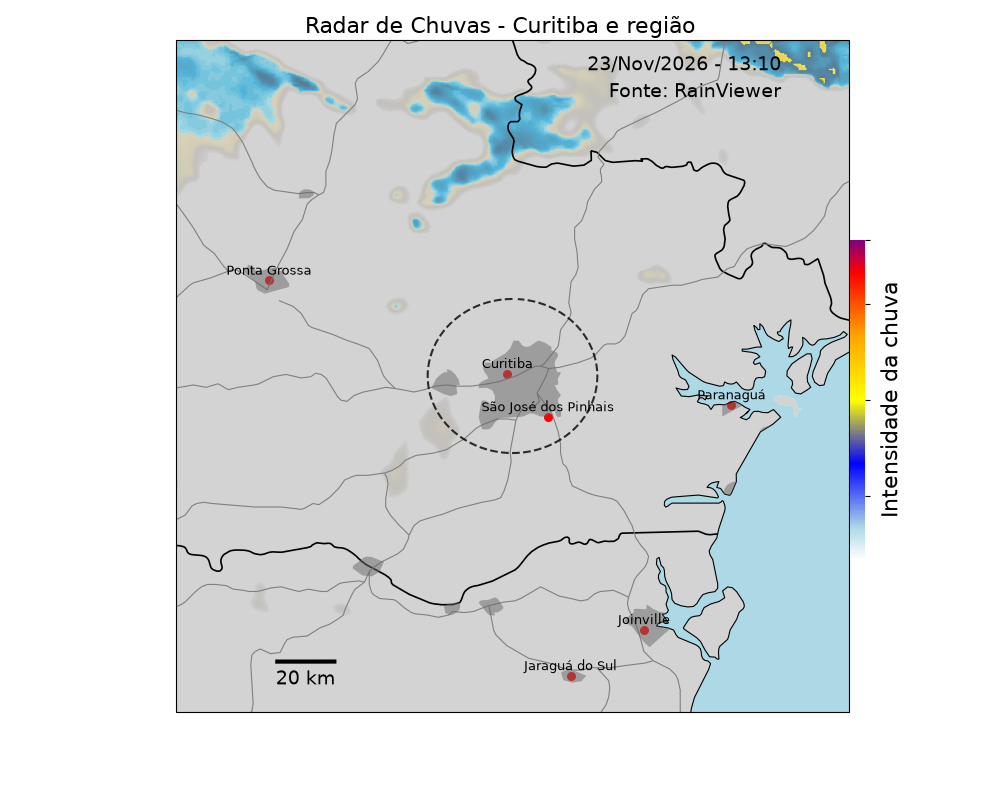 Radar de Chuvas - Curitiba e região
23/Nov/2026 - 13:10
Fonte: RainViewer
Ponta Grossa
Curitiba
Paranaguá
São José dos Pinhais
Intensidade da chuva
Joinville
Jaraguá do Sul
20 km